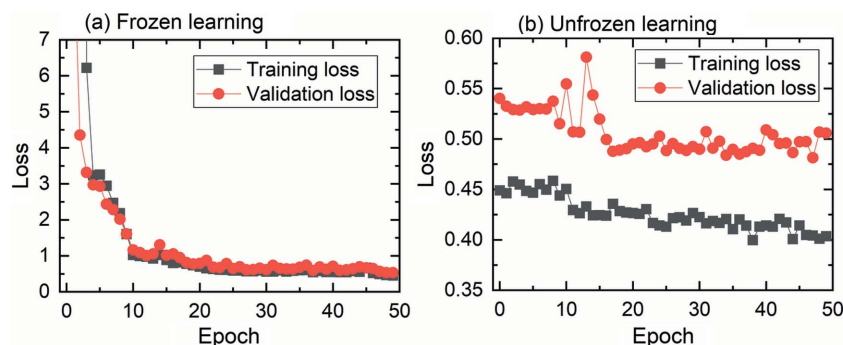 (a) Frozen learning
7
6
5
4
3
2
1
0
Loss
0 10 20 30 40 50
Epoch
Training loss
Validation loss
(b) Unfrozen learning
0.60
0.55
0.50
0.45
0.40
0.35
Loss
0 10 20 30 40 50
Epoch
Training loss
Validation loss